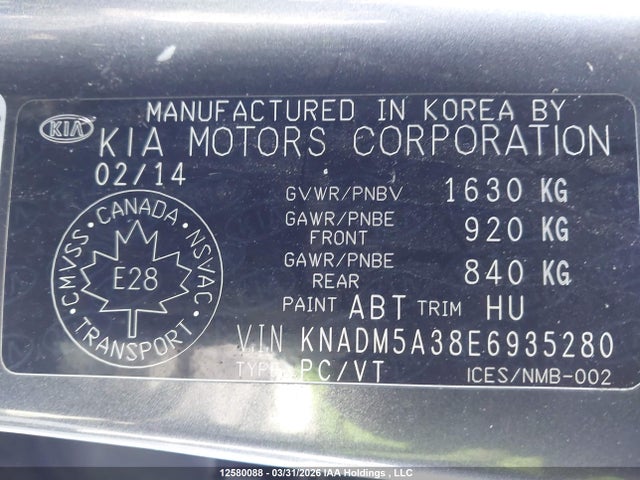 MANUFACTURED IN KOREA BY
KIA KIA MOTORS CORPORATION
02/14
GVWR/PNBV 1630 KG
GAWR/PNBE FRONT 920 KG
GAWR/PNBE REAR 840 KG
CANADA
CMVSS NSVAC
E28
TRANSPORT
PAINT ABT TRIM HU
VIN KNADM5A38E6935280
TYPE PC/VT ICES/NMB-002
12580088 - 03/31/2026 IAA Holdings , LLC